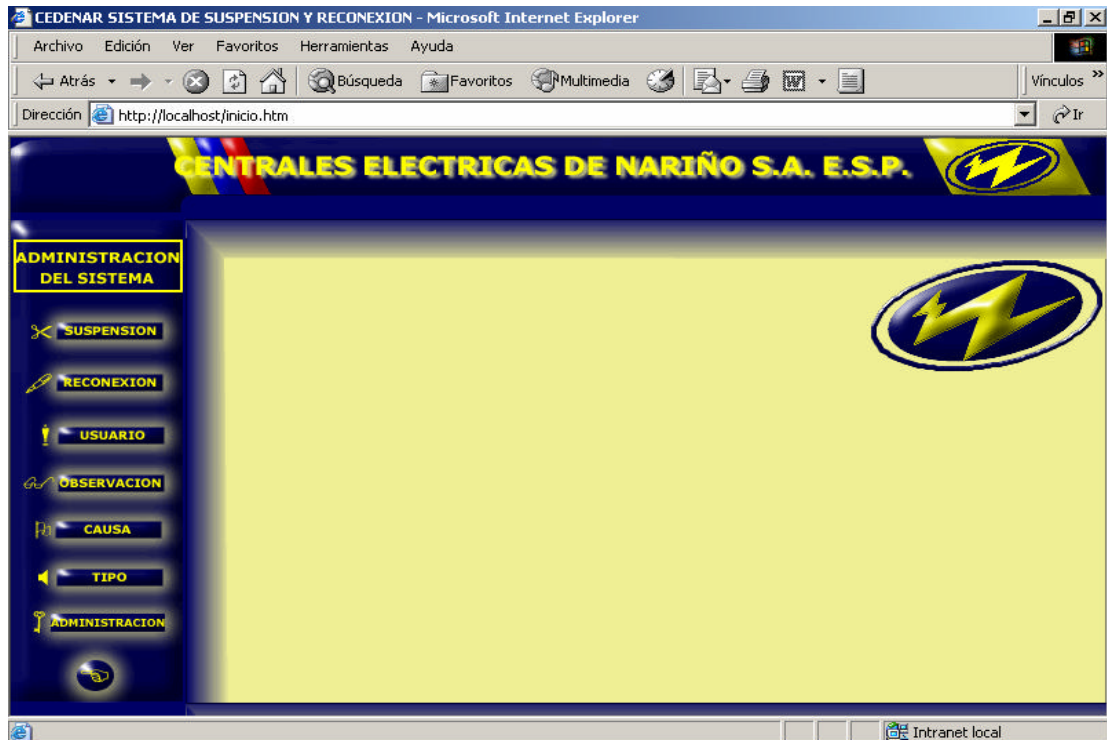 CEDENAR SISTEMA DE SUSPENSION Y RECONEXION - Microsoft Internet Explorer
Archivo Edición Ver Favoritos Herramientas Ayuda
Atrás Búsqueda Favoritos Multimedia Vínculos »
Dirección http://localhost/inicio.htm Ir
CENTRALES ELECTRICAS DE NARIÑO S.A. E.S.P.
ADMINISTRACION
DEL SISTEMA
SUSPENSION
RECONEXION
USUARIO
OBSERVACION
CAUSA
TIPO
ADMINISTRACION
Intranet local